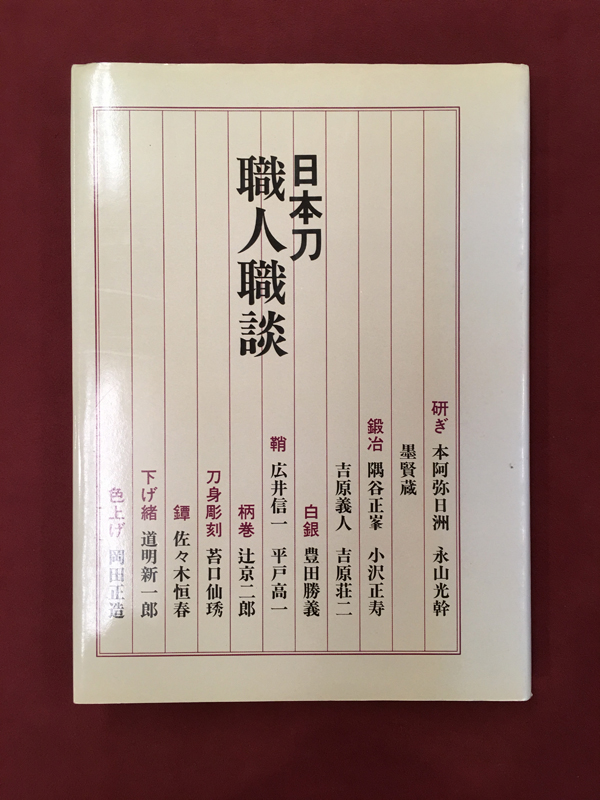 日本刀
職人職談
研ぎ 本阿弥日洲 永山光幹
墨賢蔵
鍛冶 隅谷正峯 小沢正寿
吉原義人 吉原荘二
白銀 豊田勝義
鞘 広井信一 平戸高一
柄巻 辻京二郎
刀身彫刻 苔口仙琇
鐔 佐々木恒春
下げ緒 道明新一郎
色上げ 岡田正造